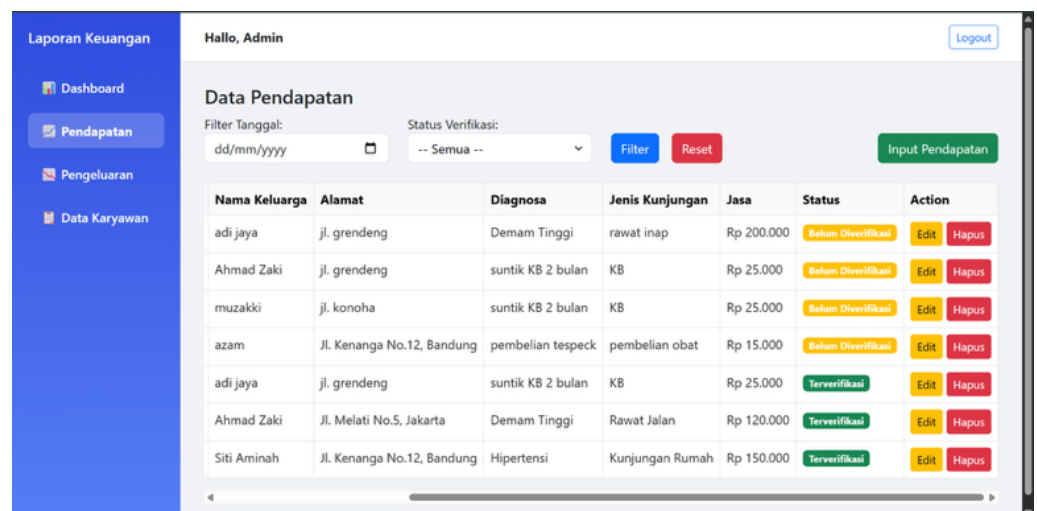 Laporan Keuangan
Hallo, Admin
Logout
Dashboard
Pendapatan
Pengeluaran
Data Karyawan
Data Pendapatan
Filter Tanggal: Status Verifikasi:
dd/mm/yyyy -- Semua -- Filter Reset Input Pendapatan
Nama Keluarga Alamat Diagnosa Jenis Kunjungan Jasa Status Action
adi jaya jl. grendeng Demam Tinggi rawat inap Rp 200.000 Belum Diverifikasi Edit Hapus
Ahmad Zaki jl. grendeng suntik KB 2 bulan KB Rp 25.000 Belum Diverifikasi Edit Hapus
muzakki jl. konoha suntik KB 2 bulan KB Rp 25.000 Belum Diverifikasi Edit Hapus
azam Jl. Kenanga No.12, Bandung pembelian tespeck pembelian obat Rp 15.000 Belum Diverifikasi Edit Hapus
adi jaya jl. grendeng suntik KB 2 bulan KB Rp 25.000 Terverifikasi Edit Hapus
Ahmad Zaki Jl. Melati No.5, Jakarta Demam Tinggi Rawat Jalan Rp 120.000 Terverifikasi Edit Hapus
Siti Aminah Jl. Kenanga No.12, Bandung Hipertensi Kunjungan Rumah Rp 150.000 Terverifikasi Edit Hapus